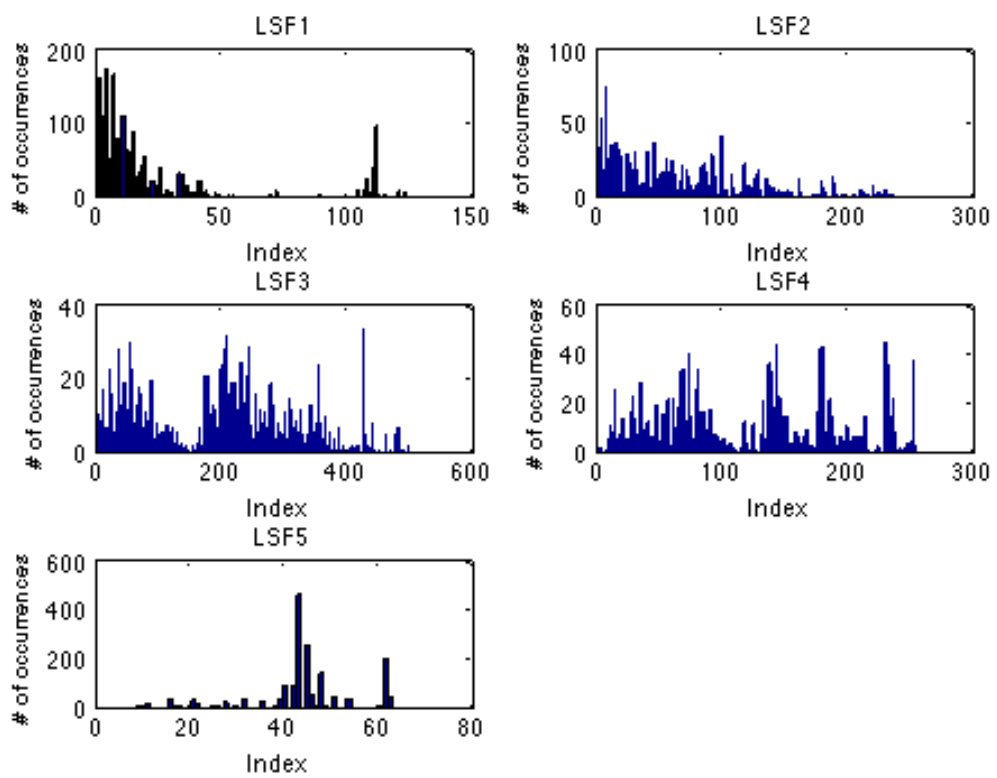 LSF1
200
100
0
# of occurrences
0 50 100 150
Index
LSF2
100
50
0
# of occurrences
0 100 200 300
Index
LSF3
40
20
0
# of occurrences
0 200 400 600
Index
LSF4
60
40
20
0
# of occurrences
0 100 200 300
Index
LSF5
600
400
200
0
# of occurrences
0 20 40 60 80
Index